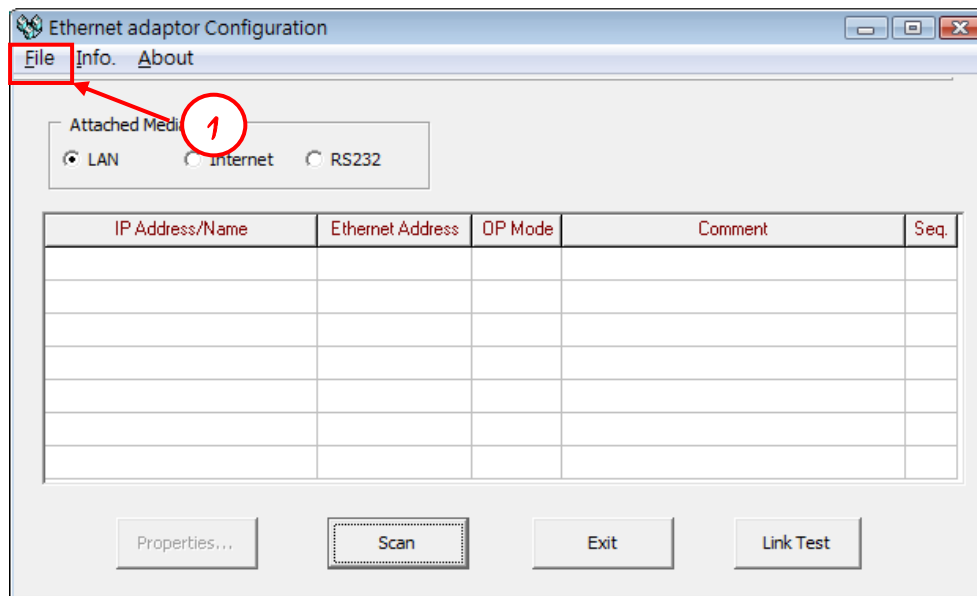 Ethernet adaptor Configuration
File Info. About
1
Attached Medi
LAN Internet RS232
IP Address/Name Ethernet Address OP Mode Comment Seq.
Properties... Scan Exit Link Test